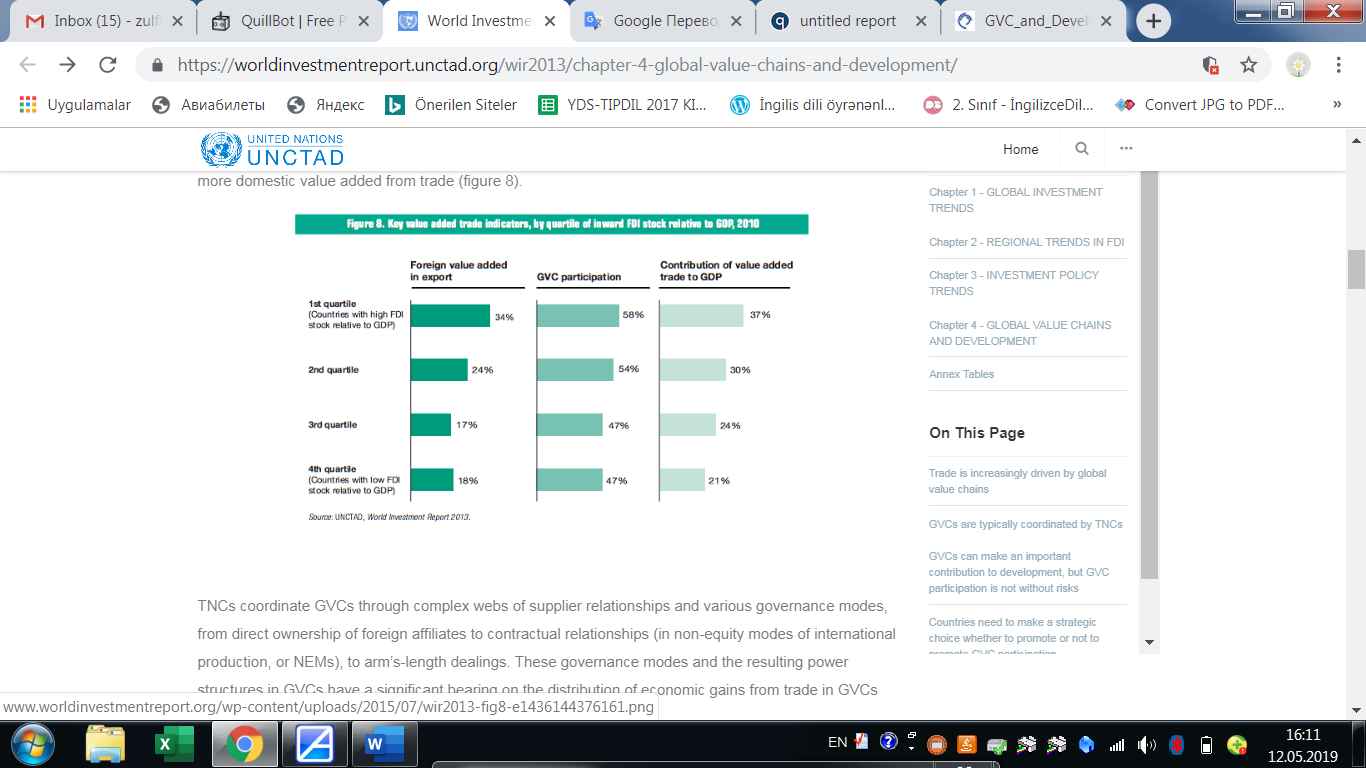 Inbox (15) - zulfi
QuillBot | Free P
World Investme
Google Перево
untitled report
GVC_and_Devel
https://worldinvestmentreport.unctad.org/wir2013/chapter-4-global-value-chains-and-development/
Uygulamalar
Авиабилеты
Яндекс
Önerilen Siteler
YDS-TIPDIL 2017 KI...
İngilis dili öyrənənl...
2. Sınıf - İngilizceDil...
Convert JPG to PDF...
»
UNITED NATIONS
UNCTAD
Home
more domestic value added from trade (figure 8).
Figure 8. Key value added trade indicators, by quartile of inward FDI stock relative to GDP, 2010
Foreign value added
in export
GVC participation
Contribution of value added
trade to GDP
1st quartile
(Countries with high FDI
stock relative to GDP)
34%
58%
37%
2nd quartile
24%
54%
30%
3rd quartile
17%
47%
24%
4th quartile
(Countries with low FDI
stock relative to GDP)
18%
47%
21%
Source: UNCTAD, World Investment Report 2013.
TNCs coordinate GVCs through complex webs of supplier relationships and various governance modes,
from direct ownership of foreign affiliates to contractual relationships (in non-equity modes of international
production, or NEMs), to arm's-length dealings. These governance modes and the resulting power
structures in GVCs have a significant bearing on the distribution of economic gains from trade in GVCs
Chapter 1 - GLOBAL INVESTMENT
TRENDS
Chapter 2 - REGIONAL TRENDS IN FDI
Chapter 3 - INVESTMENT POLICY
TRENDS
Chapter 4 - GLOBAL VALUE CHAINS
AND DEVELOPMENT
Annex Tables
On This Page
Trade is increasingly driven by global
value chains
GVCs are typically coordinated by TNCs
GVCs can make an important
contribution to development, but GVC
participation is not without risks
Countries need to make a strategic
choice whether to promote or not to
promote GVC participation
www.worldinvestmentreport.org/wp-content/uploads/2015/07/wir2013-fig8-e1436144376161.png
EN
16:11
12.05.2019